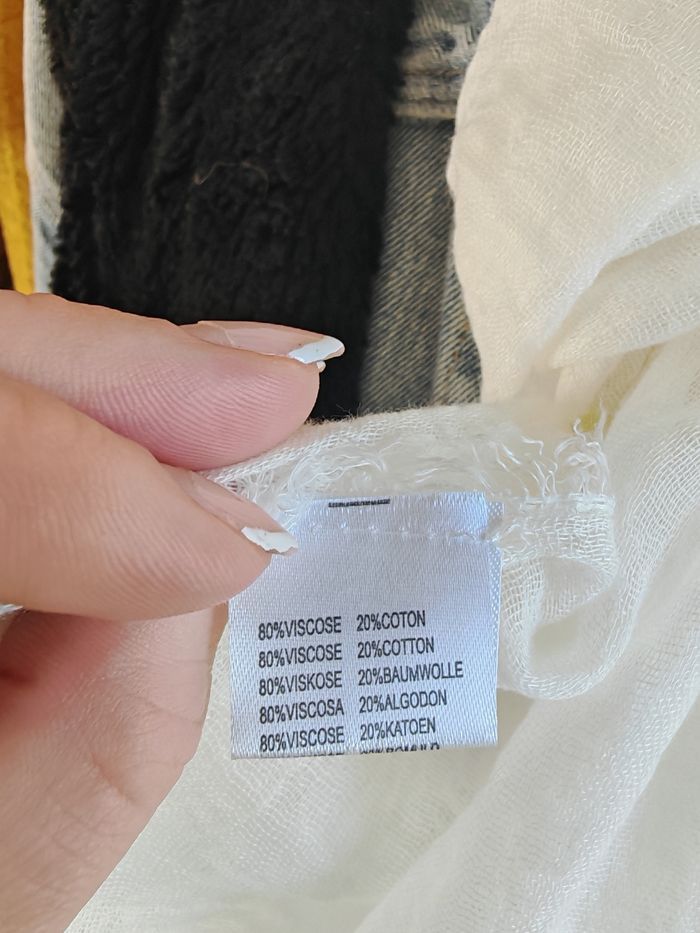 80%VISCOSE 20%COTON
80%VISCOSE 20%COTTON
80%VISKOSE 20%BAUMWOLLE
80%VISCOSA 20%ALGODON
80%VISCOSE 20%KATOEN